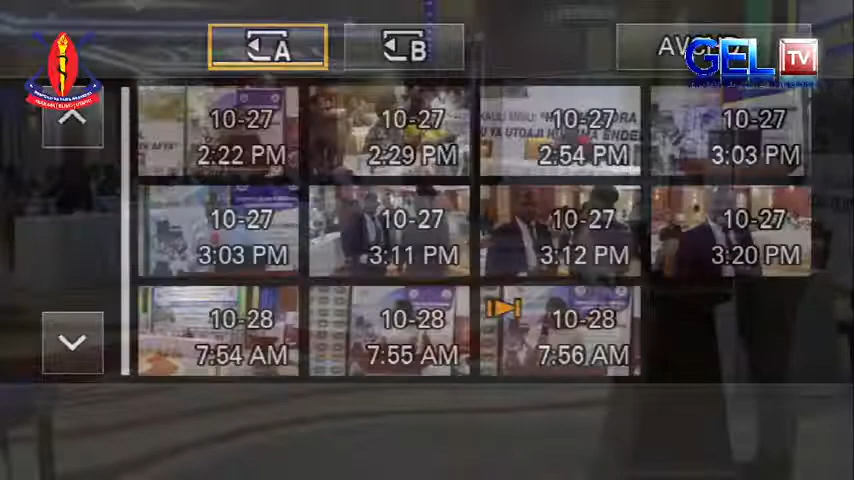 A
B
AVCHD
GEL TV
10-27
2:22 PM
10-27
2:29 PM
10-27
2:54 PM
10-27
3:03 PM
10-27
3:03 PM
10-27
3:11 PM
10-27
3:12 PM
10-27
3:20 PM
10-28
7:54 AM
10-28
7:55 AM
10-28
7:56 AM